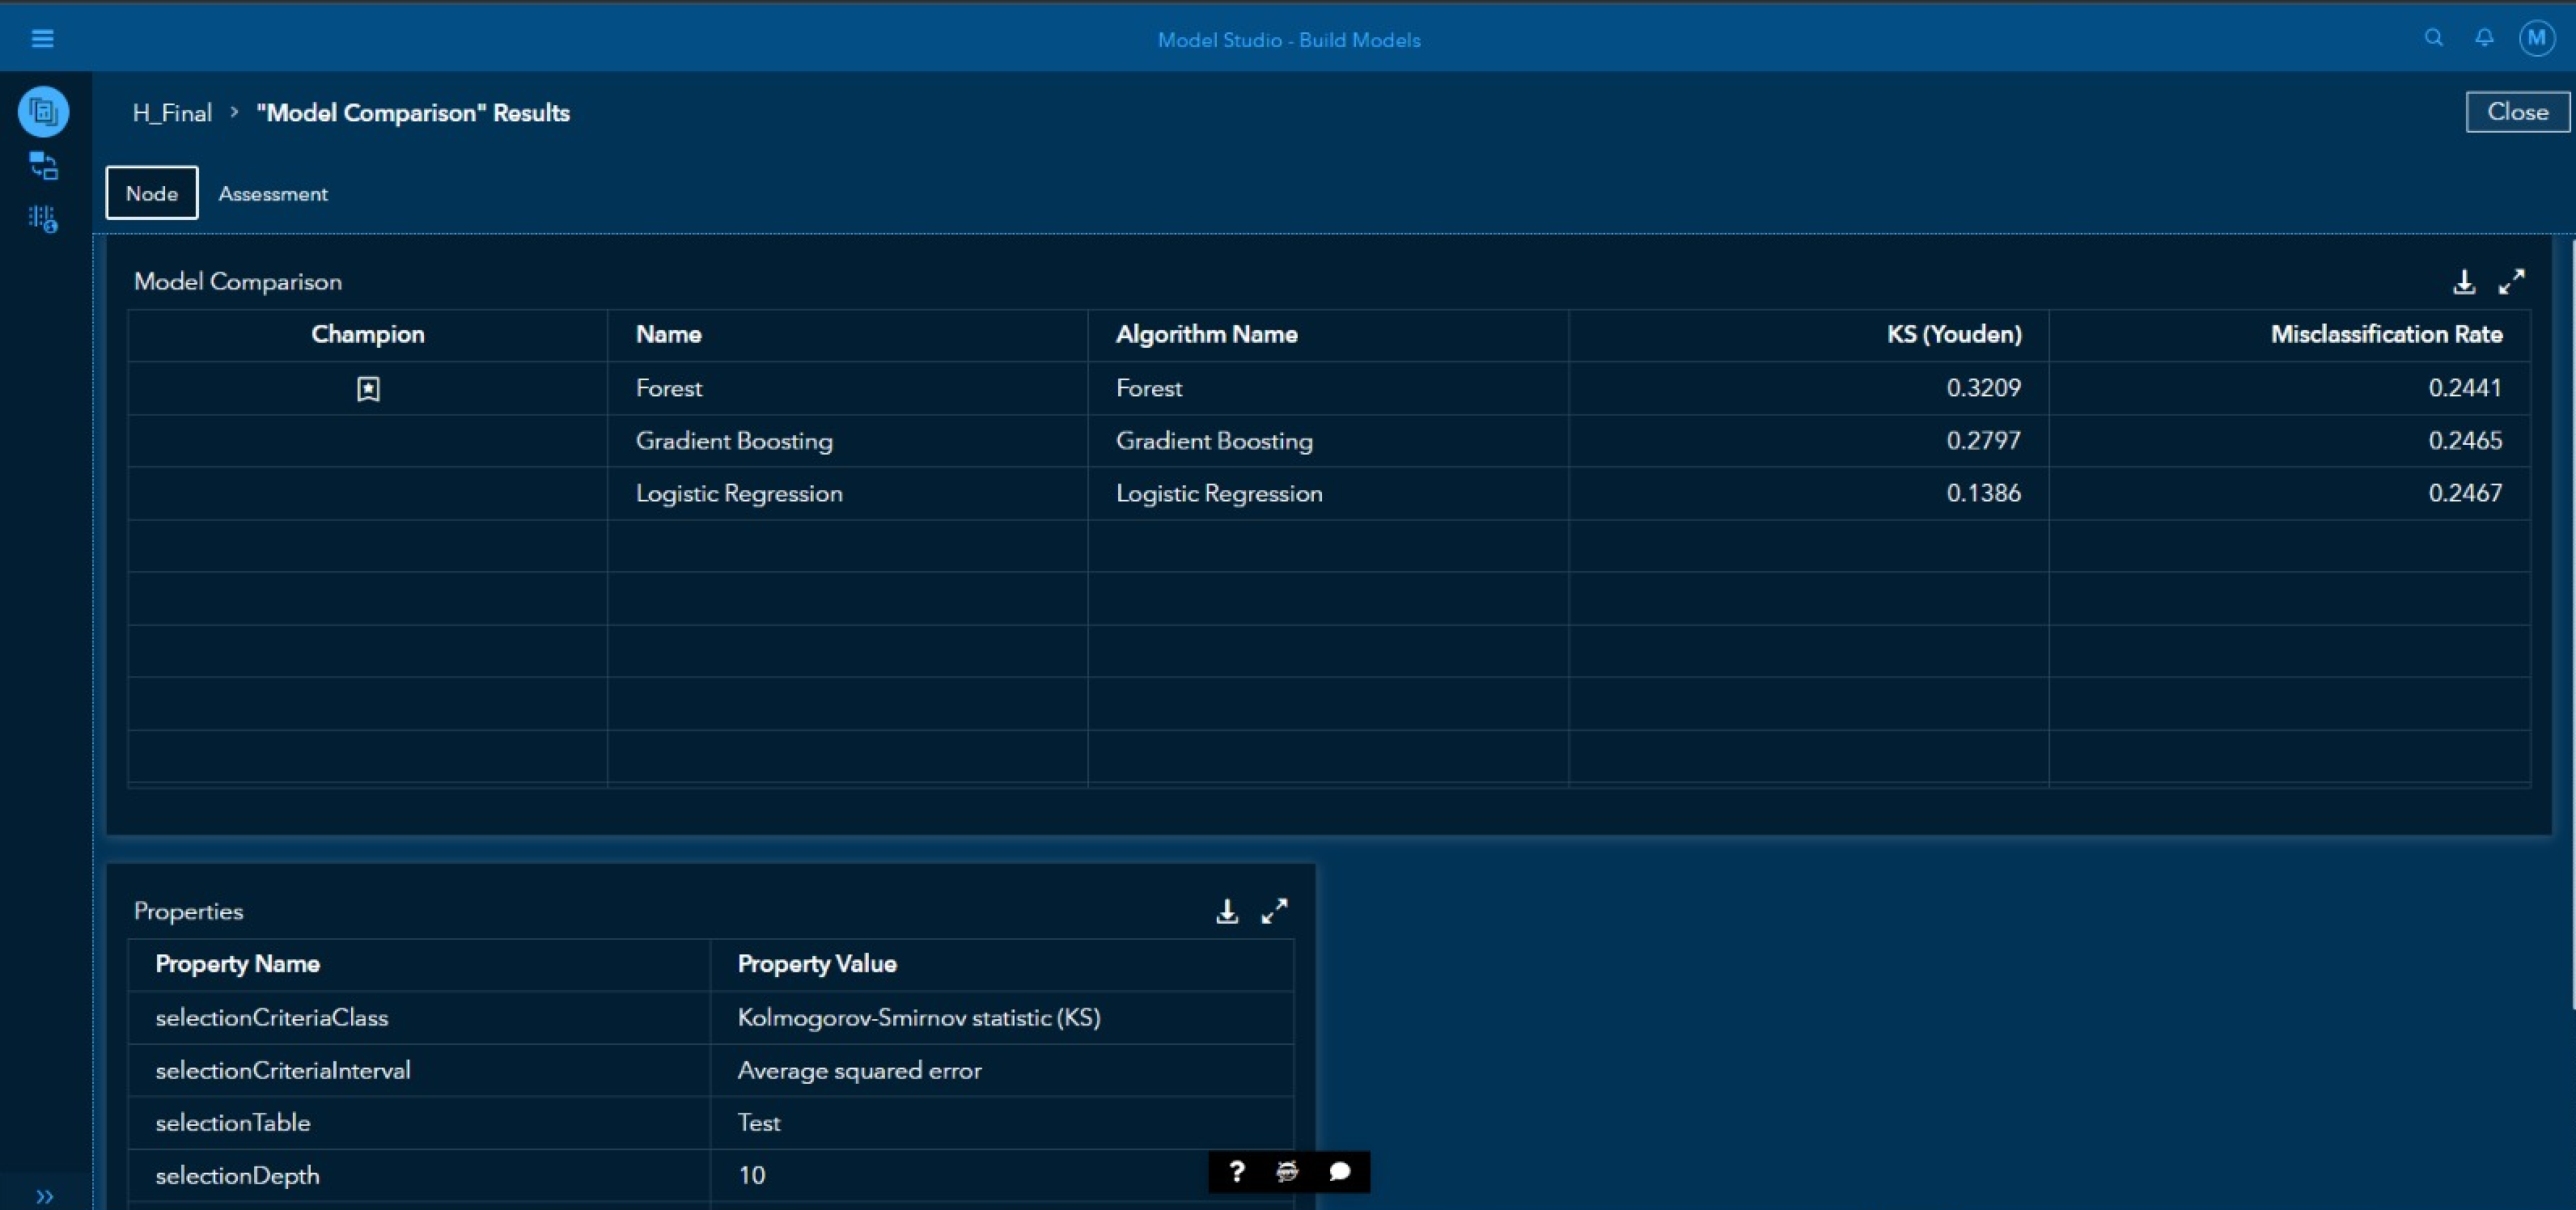 Model Studio - Build Models
M
H_Final > "Model Comparison" Results
Close
Node Assessment
Model Comparison
Champion Name Algorithm Name KS (Youden) Misclassification Rate
Forest Forest 0.3209 0.2441
Gradient Boosting Gradient Boosting 0.2797 0.2465
Logistic Regression Logistic Regression 0.1386 0.2467
Properties
Property Name Property Value
selectionCriteriaClass Kolmogorov-Smirnov statistic (KS)
selectionCriteriaInterval Average squared error
selectionTable Test
selectionDepth 10
?